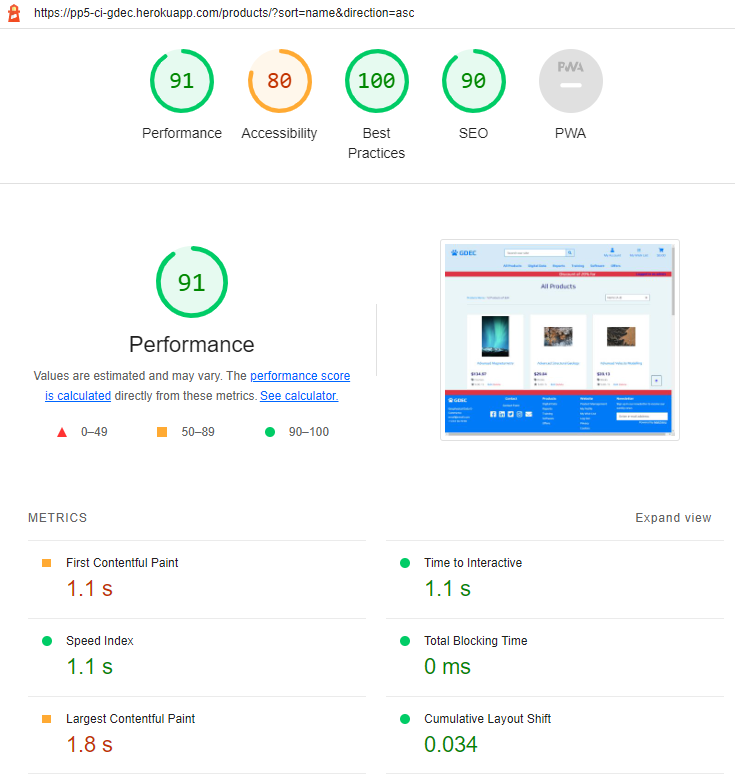 https://pp5-ci-gdec.herokuapp.com/products/?sort=name&direction=asc
91 80 100 90 PWA
Performance Accessibility Best Practices SEO PWA
91
Performance
Values are estimated and may vary. The performance score
is calculated directly from these metrics. See calculator.
0–49 50–89 90–100
GDEC
All Products
GDEC
METRICS Expand view
First Contentful Paint
1.1 s
Time to Interactive
1.1 s
Speed Index
1.1 s
Total Blocking Time
0 ms
Largest Contentful Paint
1.8 s
Cumulative Layout Shift
0.034